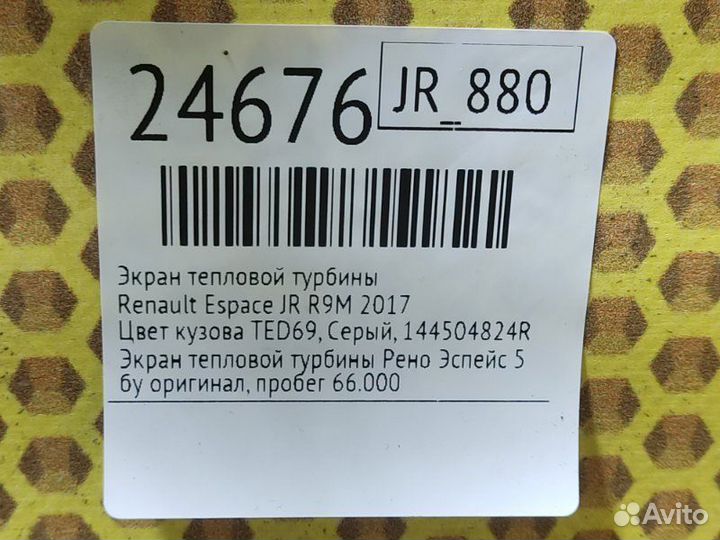 24676
JR_880
Экран тепловой турбины
Renault Espace JR R9M 2017
Цвет кузова TED69, Серый, 144504824R
Экран тепловой турбины Рено Эспейс 5
бу оригинал, пробег 66.000
Avito